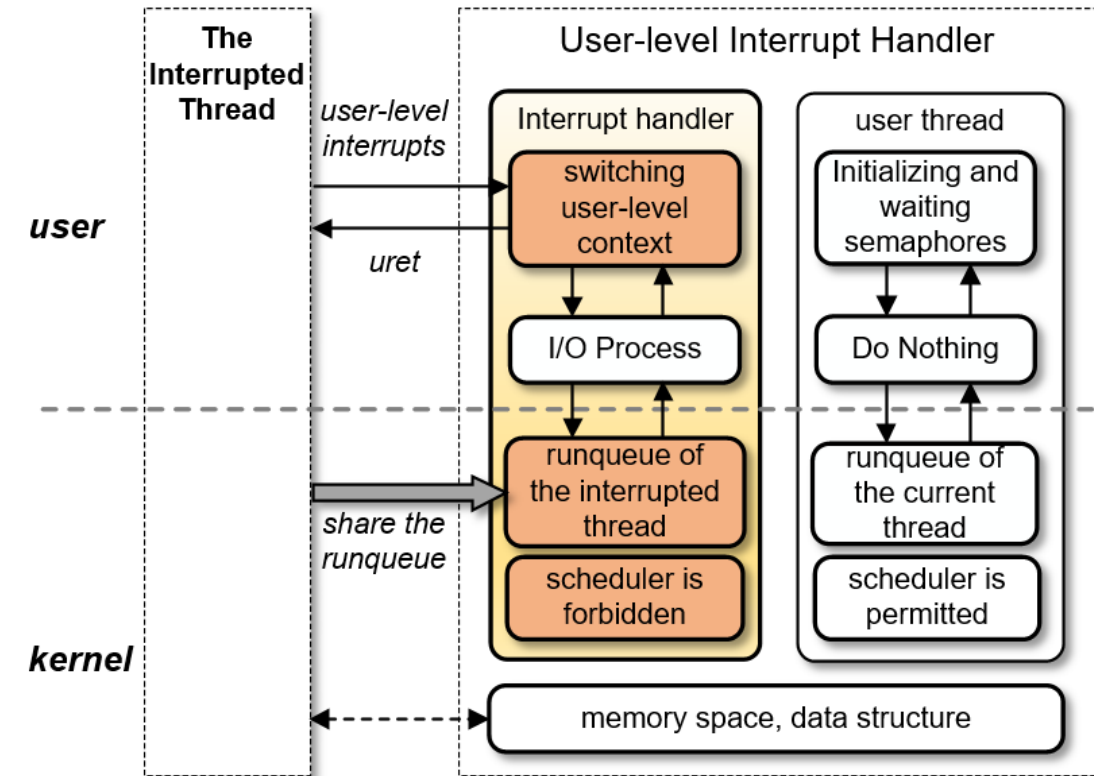 The
Interrupted
Thread
User-level Interrupt Handler
user-level
interrupts
uret
user
Interrupt handler
switching
user-level
context
I/O Process
user thread
Initializing and
waiting
semaphores
Do Nothing
share the
runqueue
kernel
runqueue of
the interrupted
thread
scheduler is
forbidden
runqueue of
the current
thread
scheduler is
permitted
memory space, data structure